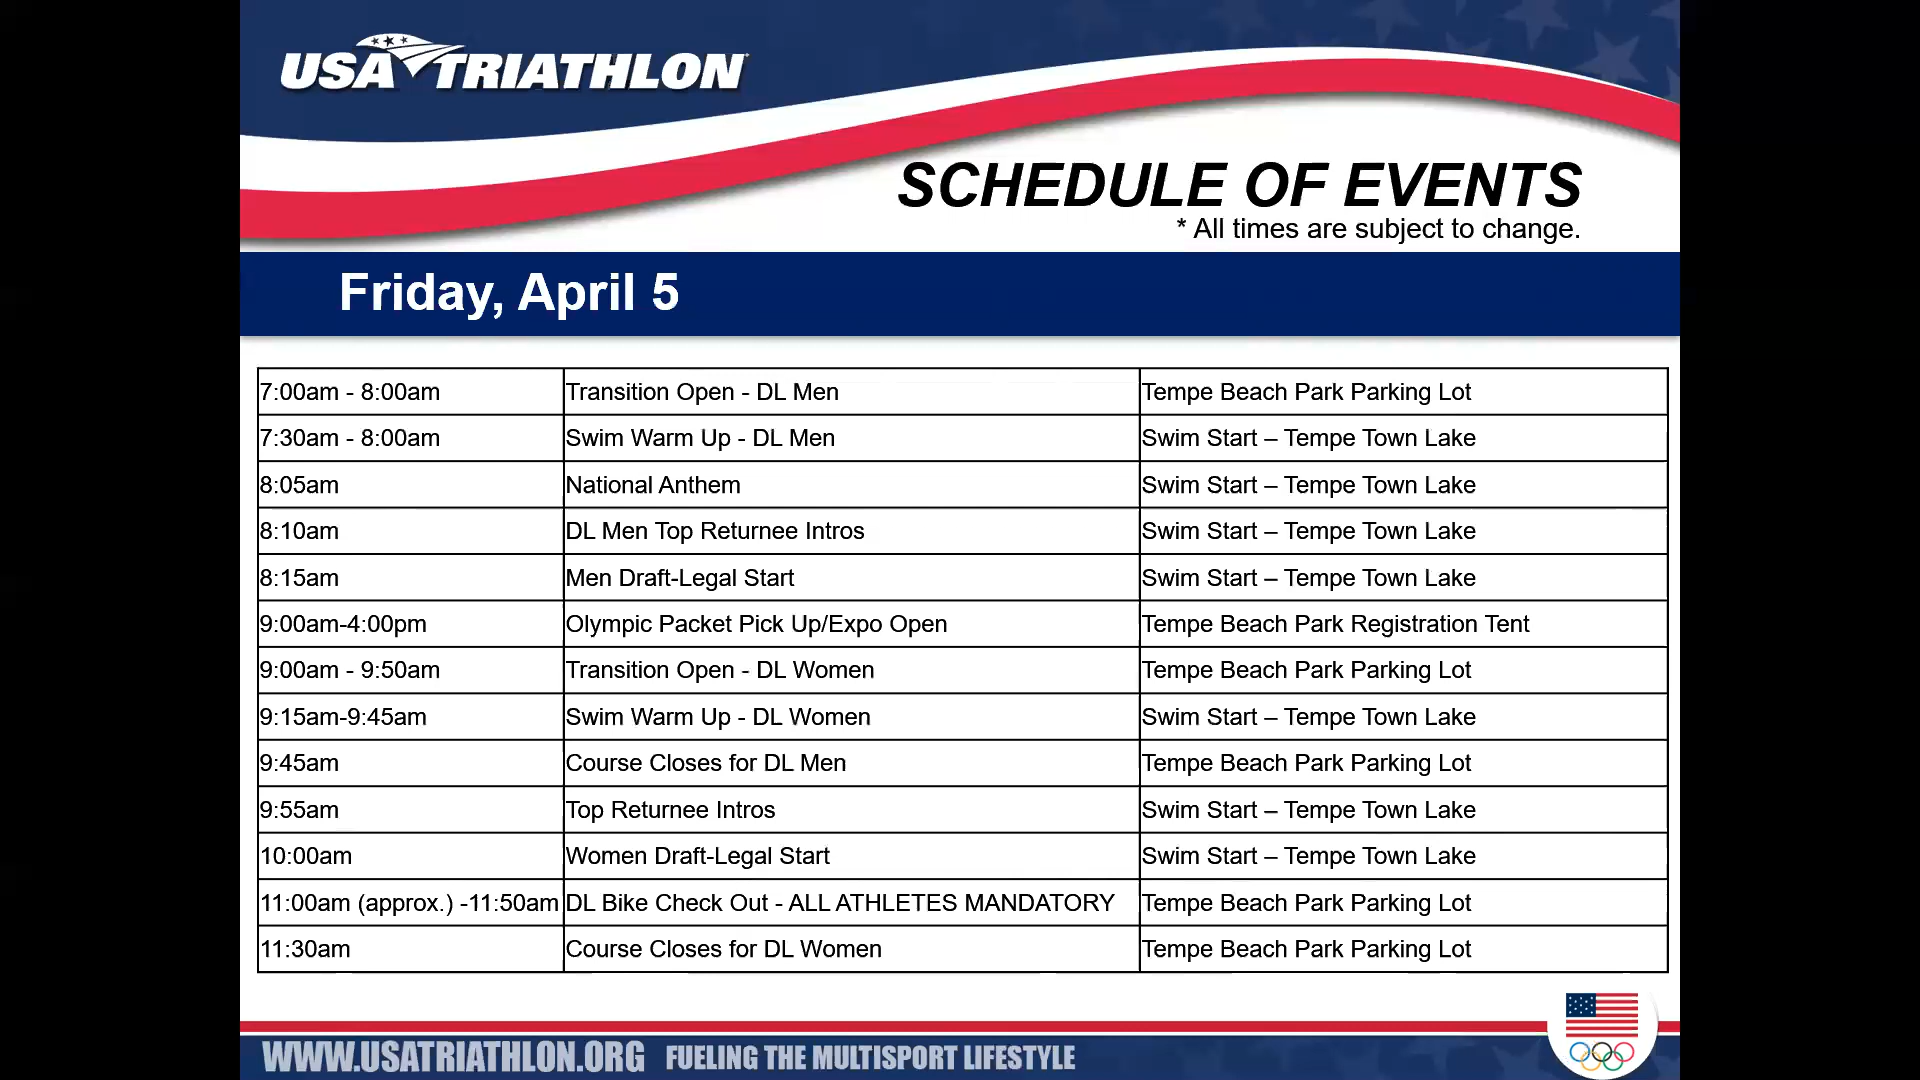 USA TRIATHLON
SCHEDULE OF EVENTS
* All times are subject to change.
Friday, April 5
7:00am - 8:00am Transition Open - DL Men Tempe Beach Park Parking Lot
7:30am - 8:00am Swim Warm Up - DL Men Swim Start – Tempe Town Lake
8:05am National Anthem Swim Start – Tempe Town Lake
8:10am DL Men Top Returnee Intros Swim Start – Tempe Town Lake
8:15am Men Draft-Legal Start Swim Start – Tempe Town Lake
9:00am-4:00pm Olympic Packet Pick Up/Expo Open Tempe Beach Park Registration Tent
9:00am - 9:50am Transition Open - DL Women Tempe Beach Park Parking Lot
9:15am-9:45am Swim Warm Up - DL Women Swim Start – Tempe Town Lake
9:45am Course Closes for DL Men Tempe Beach Park Parking Lot
9:55am Top Returnee Intros Swim Start – Tempe Town Lake
10:00am Women Draft-Legal Start Swim Start – Tempe Town Lake
11:00am (approx.) -11:50am DL Bike Check Out - ALL ATHLETES MANDATORY Tempe Beach Park Parking Lot
11:30am Course Closes for DL Women Tempe Beach Park Parking Lot
WWW.USATRIATHLON.ORG FUELING THE MULTISPORT LIFESTYLE